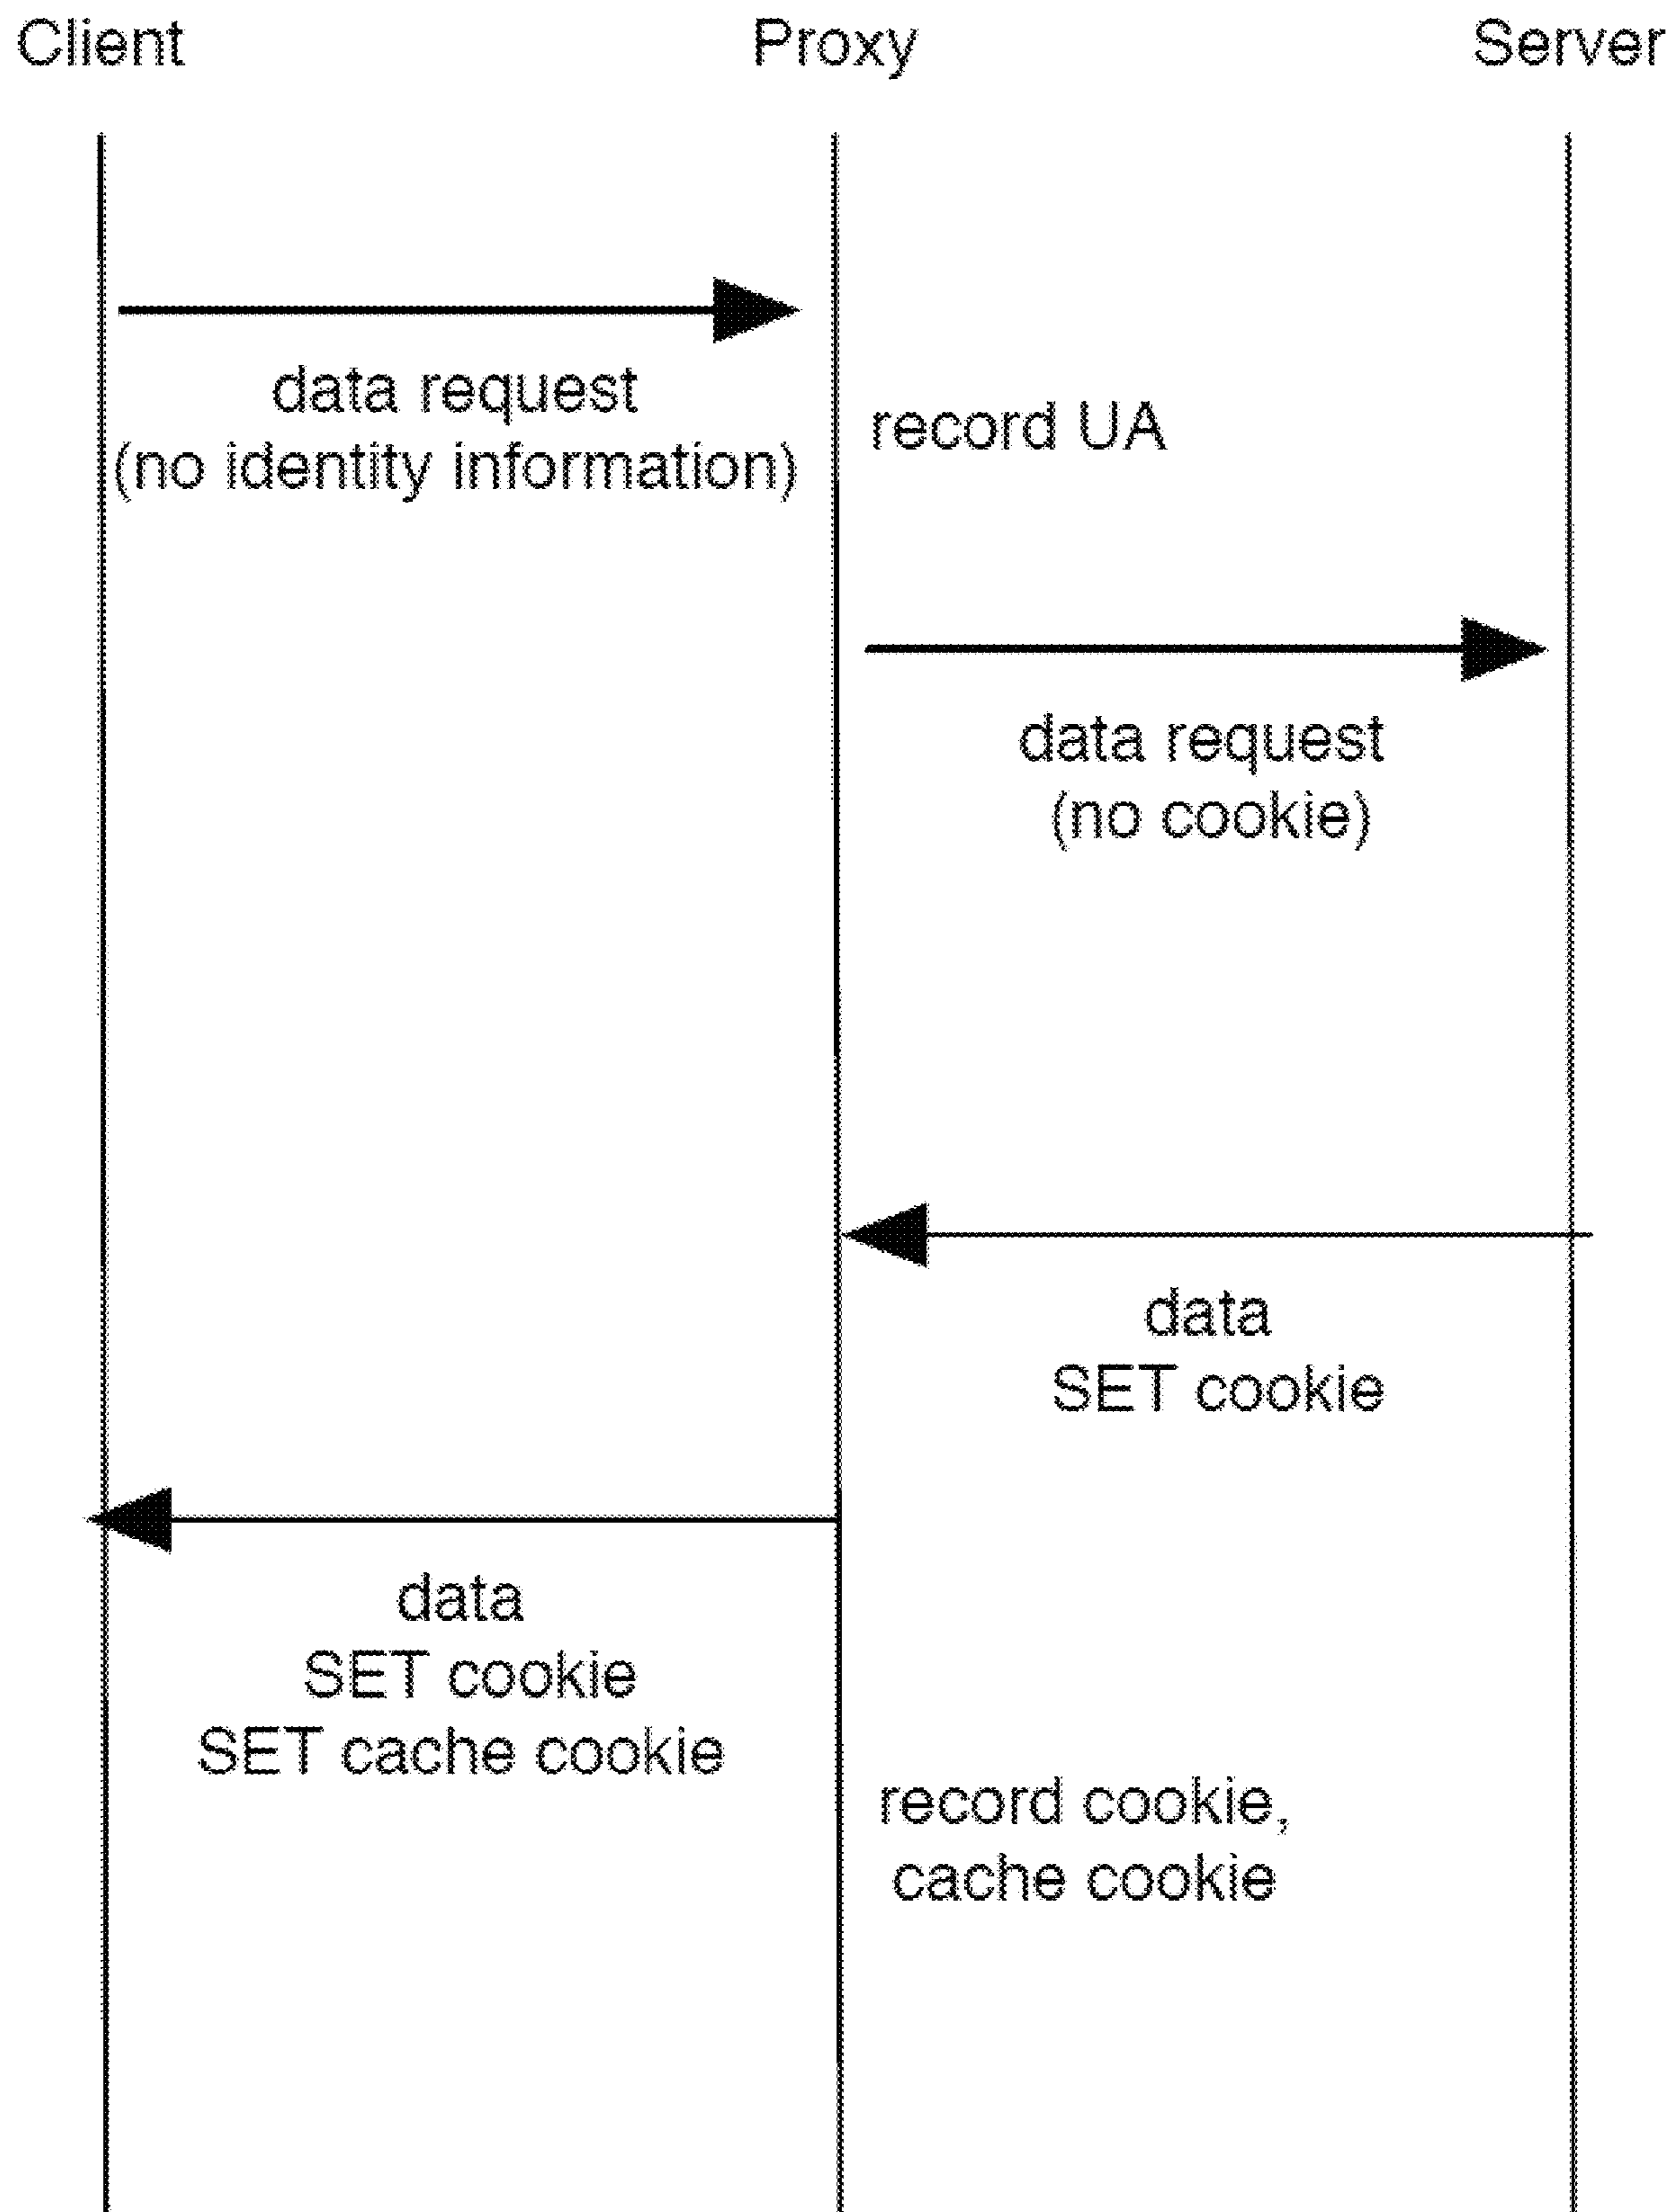 Client
Proxy
Server
data request
(no identity information)
record UA
data request
(no cookie)
data
SET cookie
data
SET cookie
SET cache cookie
record cookie,
cache cookie